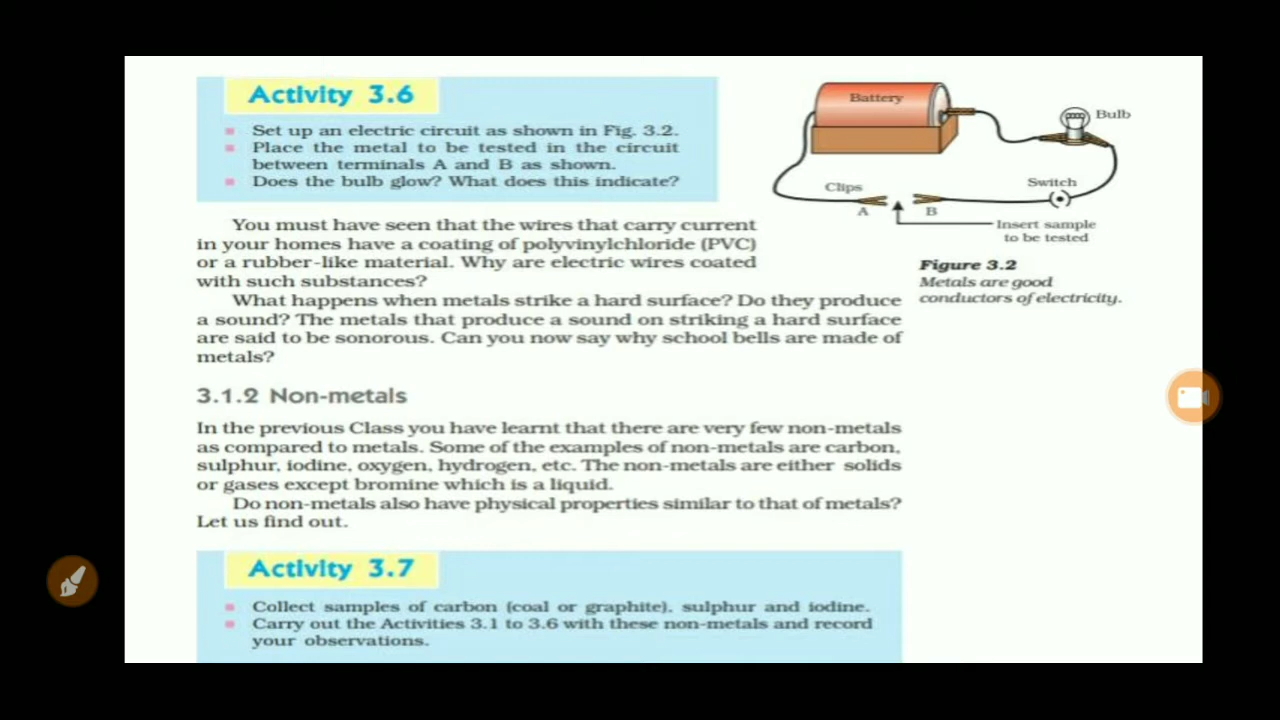 Activity 3.6
Set up an electric circuit as shown in Fig. 3.2.
Place the metal to be tested in the circuit
between terminals A and B as shown.
Does the bulb glow? What does this indicate?
Battery
Bulb
Clips
Switch
A
B
Insert sample
to be tested
Figure 3.2
Metals are good
conductors of electricity.
You must have seen that the wires that carry current
in your homes have a coating of polyvinylchloride (PVC)
or a rubber-like material. Why are electric wires coated
with such substances?
What happens when metals strike a hard surface? Do they produce
a sound? The metals that produce a sound on striking a hard surface
are said to be sonorous. Can you now say why school bells are made of
metals?
3.1.2 Non-metals
In the previous Class you have learnt that there are very few non-metals
as compared to metals. Some of the examples of non-metals are carbon,
sulphur, iodine, oxygen, hydrogen, etc. The non-metals are either solids
or gases except bromine which is a liquid.
Do non-metals also have physical properties similar to that of metals?
Let us find out.
Activity 3.7
Collect samples of carbon (coal or graphite), sulphur and iodine.
Carry out the Activities 3.1 to 3.6 with these non-metals and record
your observations.